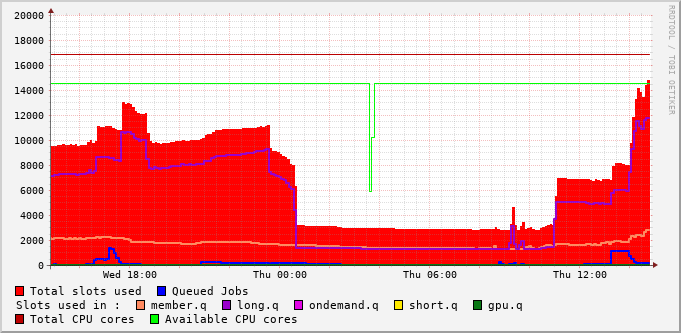 20000
18000
16000
14000
12000
10000
8000
6000
4000
2000
0
Wed 18:00 Thu 00:00 Thu 06:00 Thu 12:00
RRDTOOL / TOBI OETIKER
Total slots used Queued Jobs
Slots used in : member.q long.q ondemand.q short.q gpu.q
Total CPU cores Available CPU cores